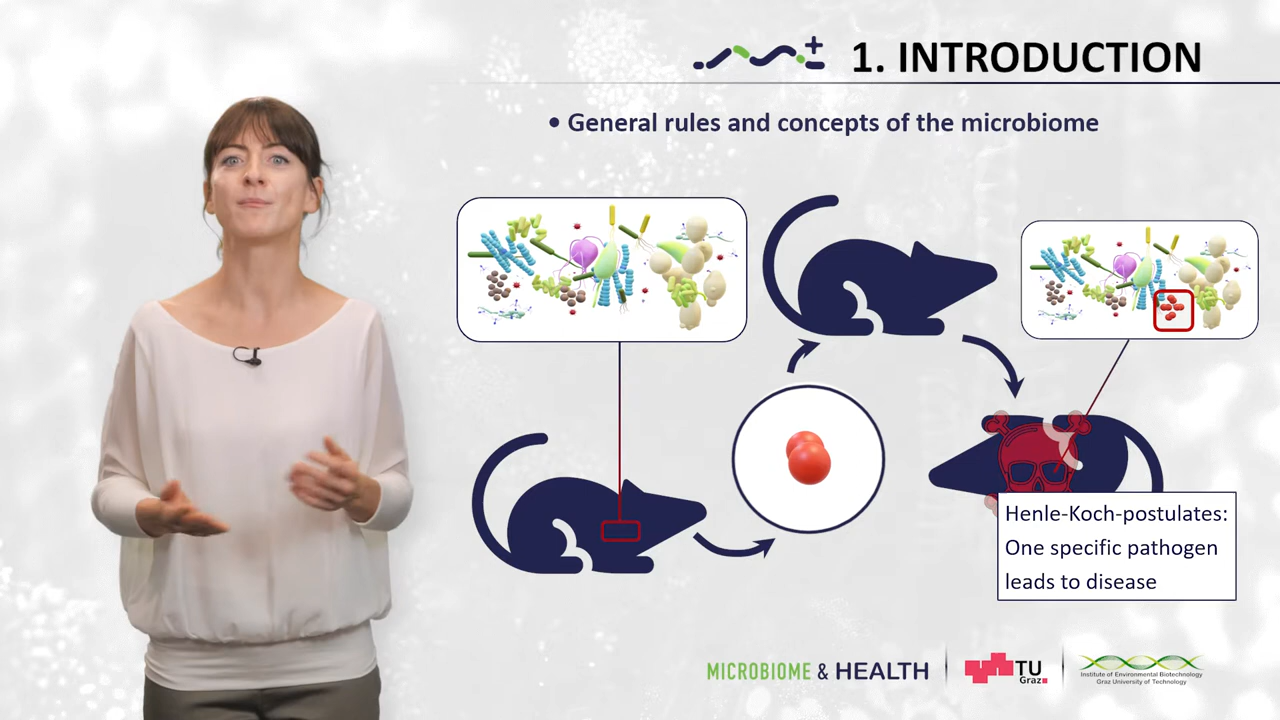 1. INTRODUCTION
• General rules and concepts of the microbiome
Henle-Koch-postulates:
One specific pathogen
leads to disease
MICROBIOME & HEALTH
TU
Graz
Institute of Environmental Biotechnology
Graz University of Technology